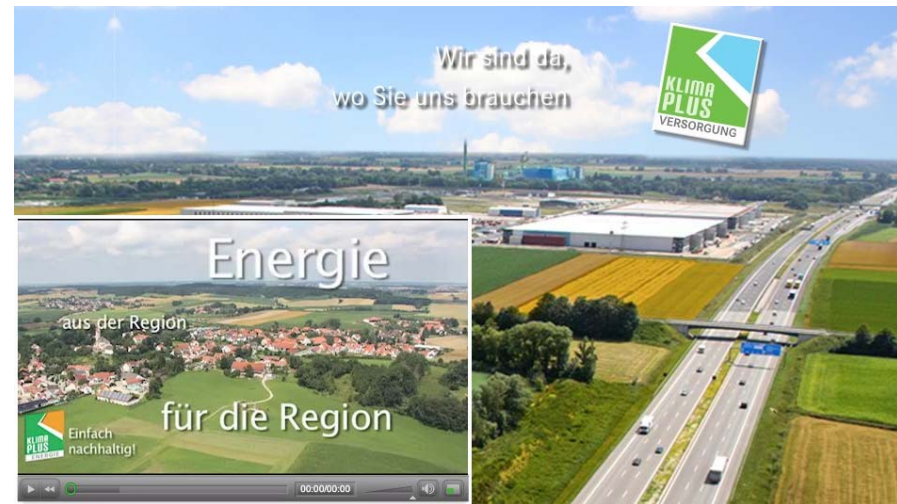 Wir sind da,
wo Sie uns brauchen
KLIMA
PLUS
VERSORGUNG
Energie
aus der Region
für die Region
KLIMA
PLUS
ENERGIE
Einfach
nachhaltig!
00:00/00:00